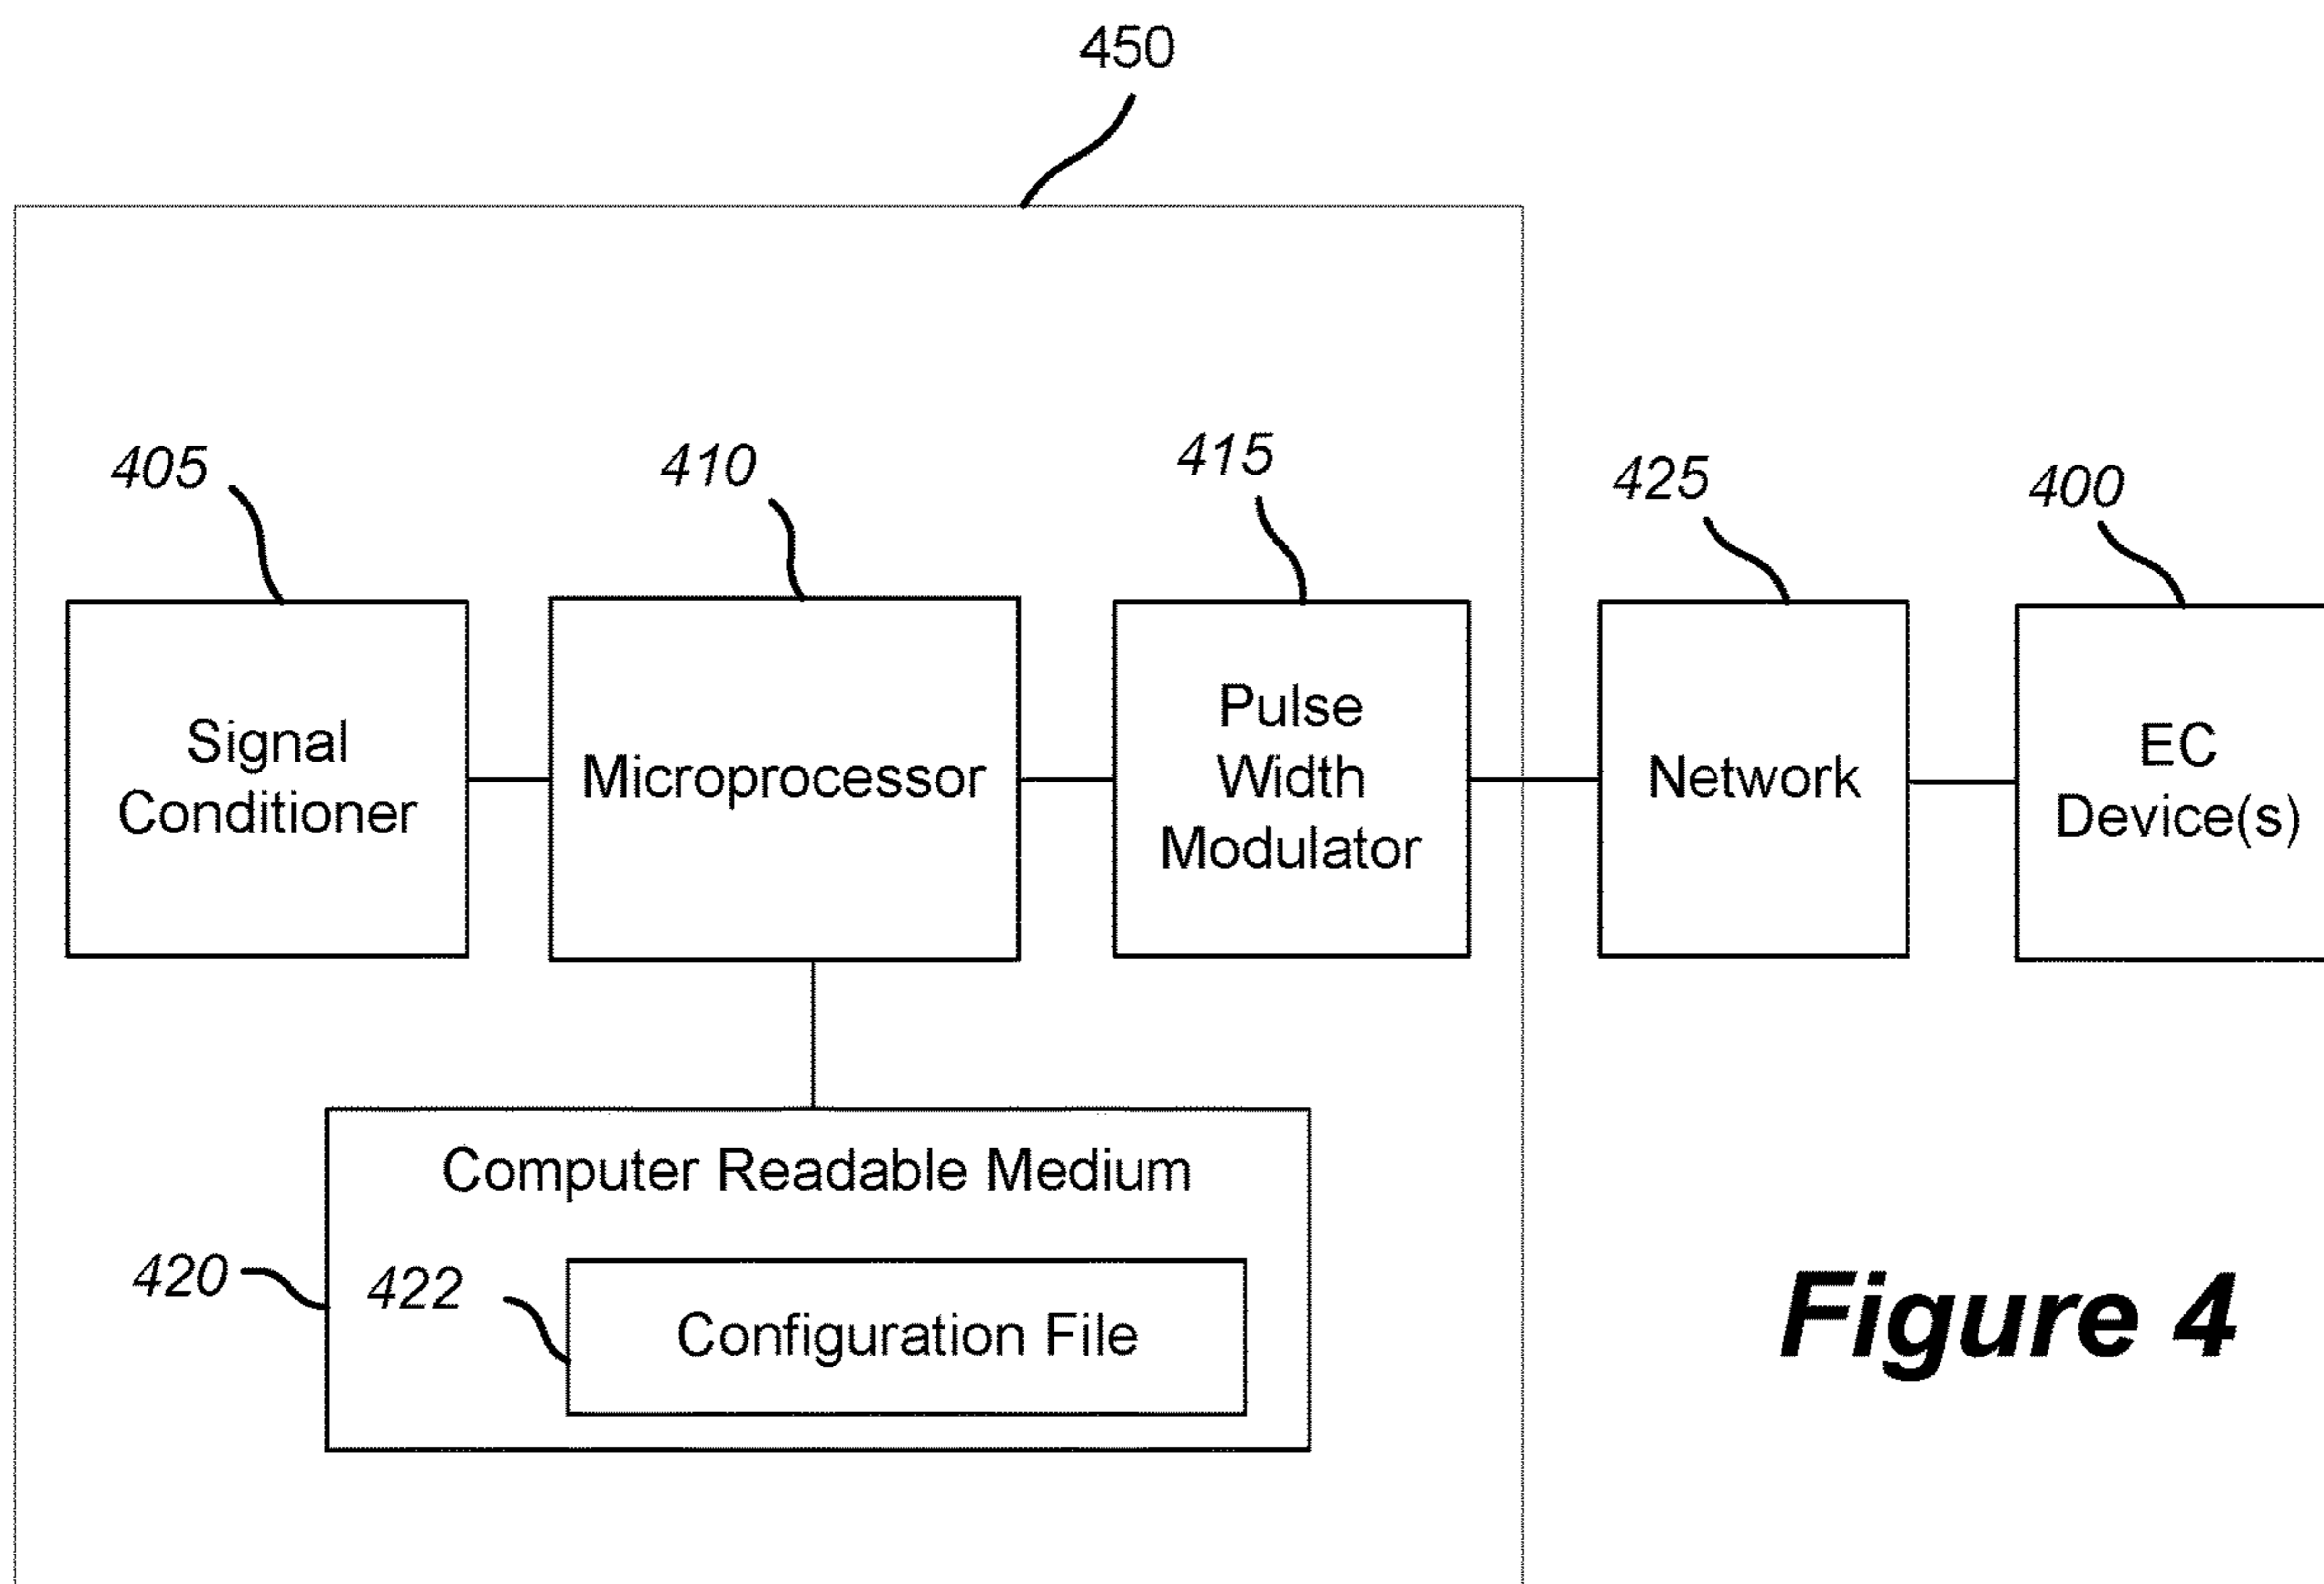 450
405
410
415
425
400
Signal
Conditioner
Microprocessor
Pulse
Width
Modulator
Network
EC
Device(s)
Computer Readable Medium
420
422
Configuration File
Figure 4